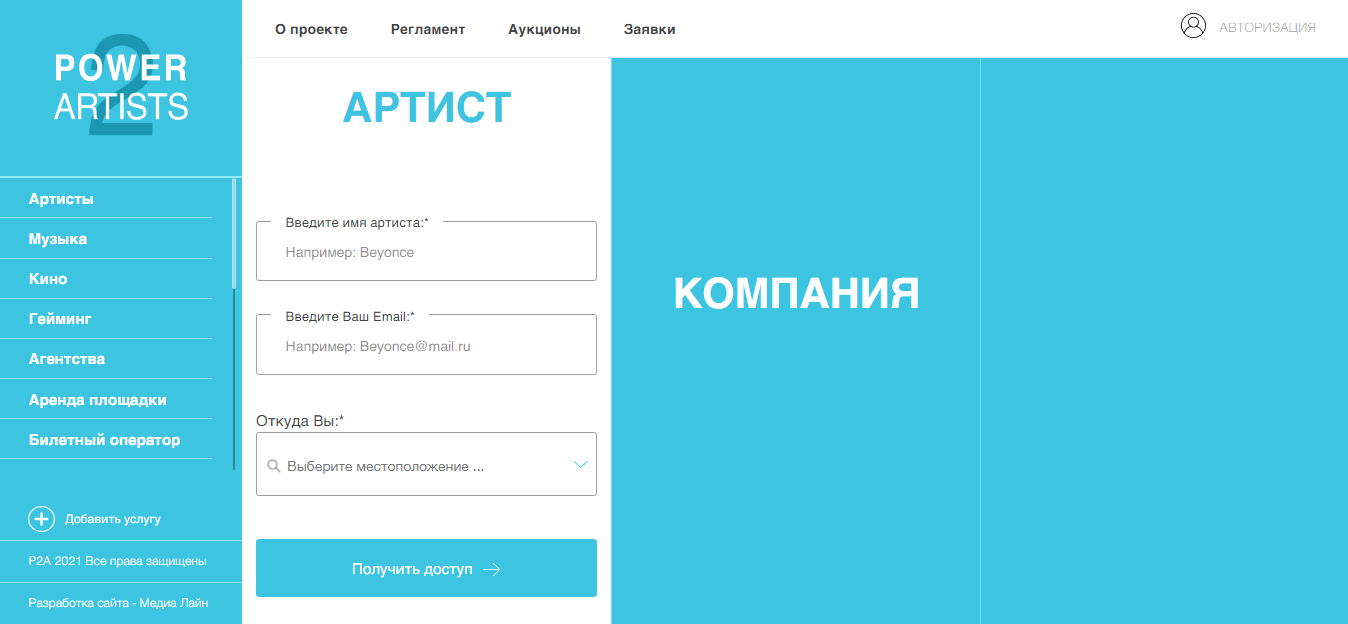 2
POWER
ARTISTS
О проекте
Регламент
Аукционы
Заявки
АВТОРИЗАЦИЯ
Артисты
Музыка
Кино
Гейминг
Агентства
Аренда площадки
Билетный оператор
Добавить услугу
P2A 2021 Все права защищены
Разработка сайта - Медиа Лайн
АРТИСТ
Введите имя артиста:*
Например: Beyonce
Введите Ваш Email:*
Например: Beyonce@mail.ru
Откуда Вы:*
Выберите местоположение ...
Получить доступ
КОМПАНИЯ